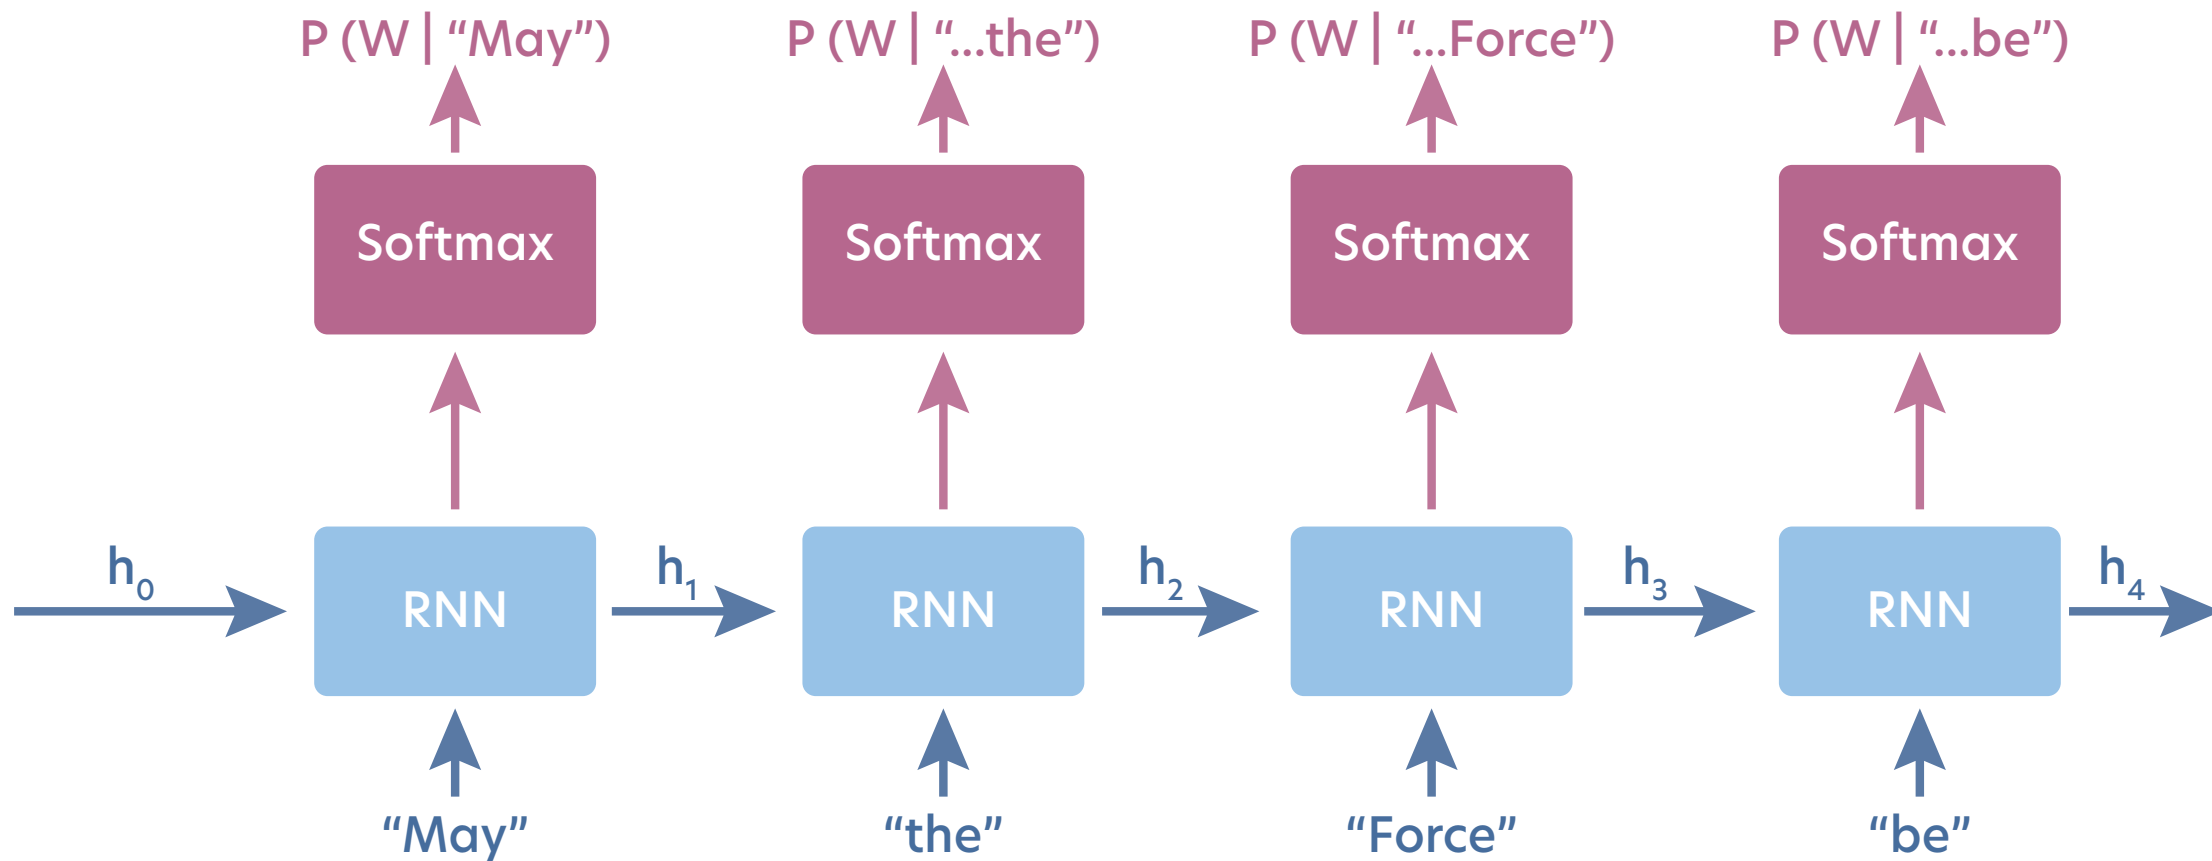 P (W | “May”) P (W | “...the”) P (W | “...Force”) P (W | “...be”)
Softmax Softmax Softmax Softmax
h₀ h₁ h₂ h₃ h₄
RNN RNN RNN RNN
“May” “the” “Force” “be”